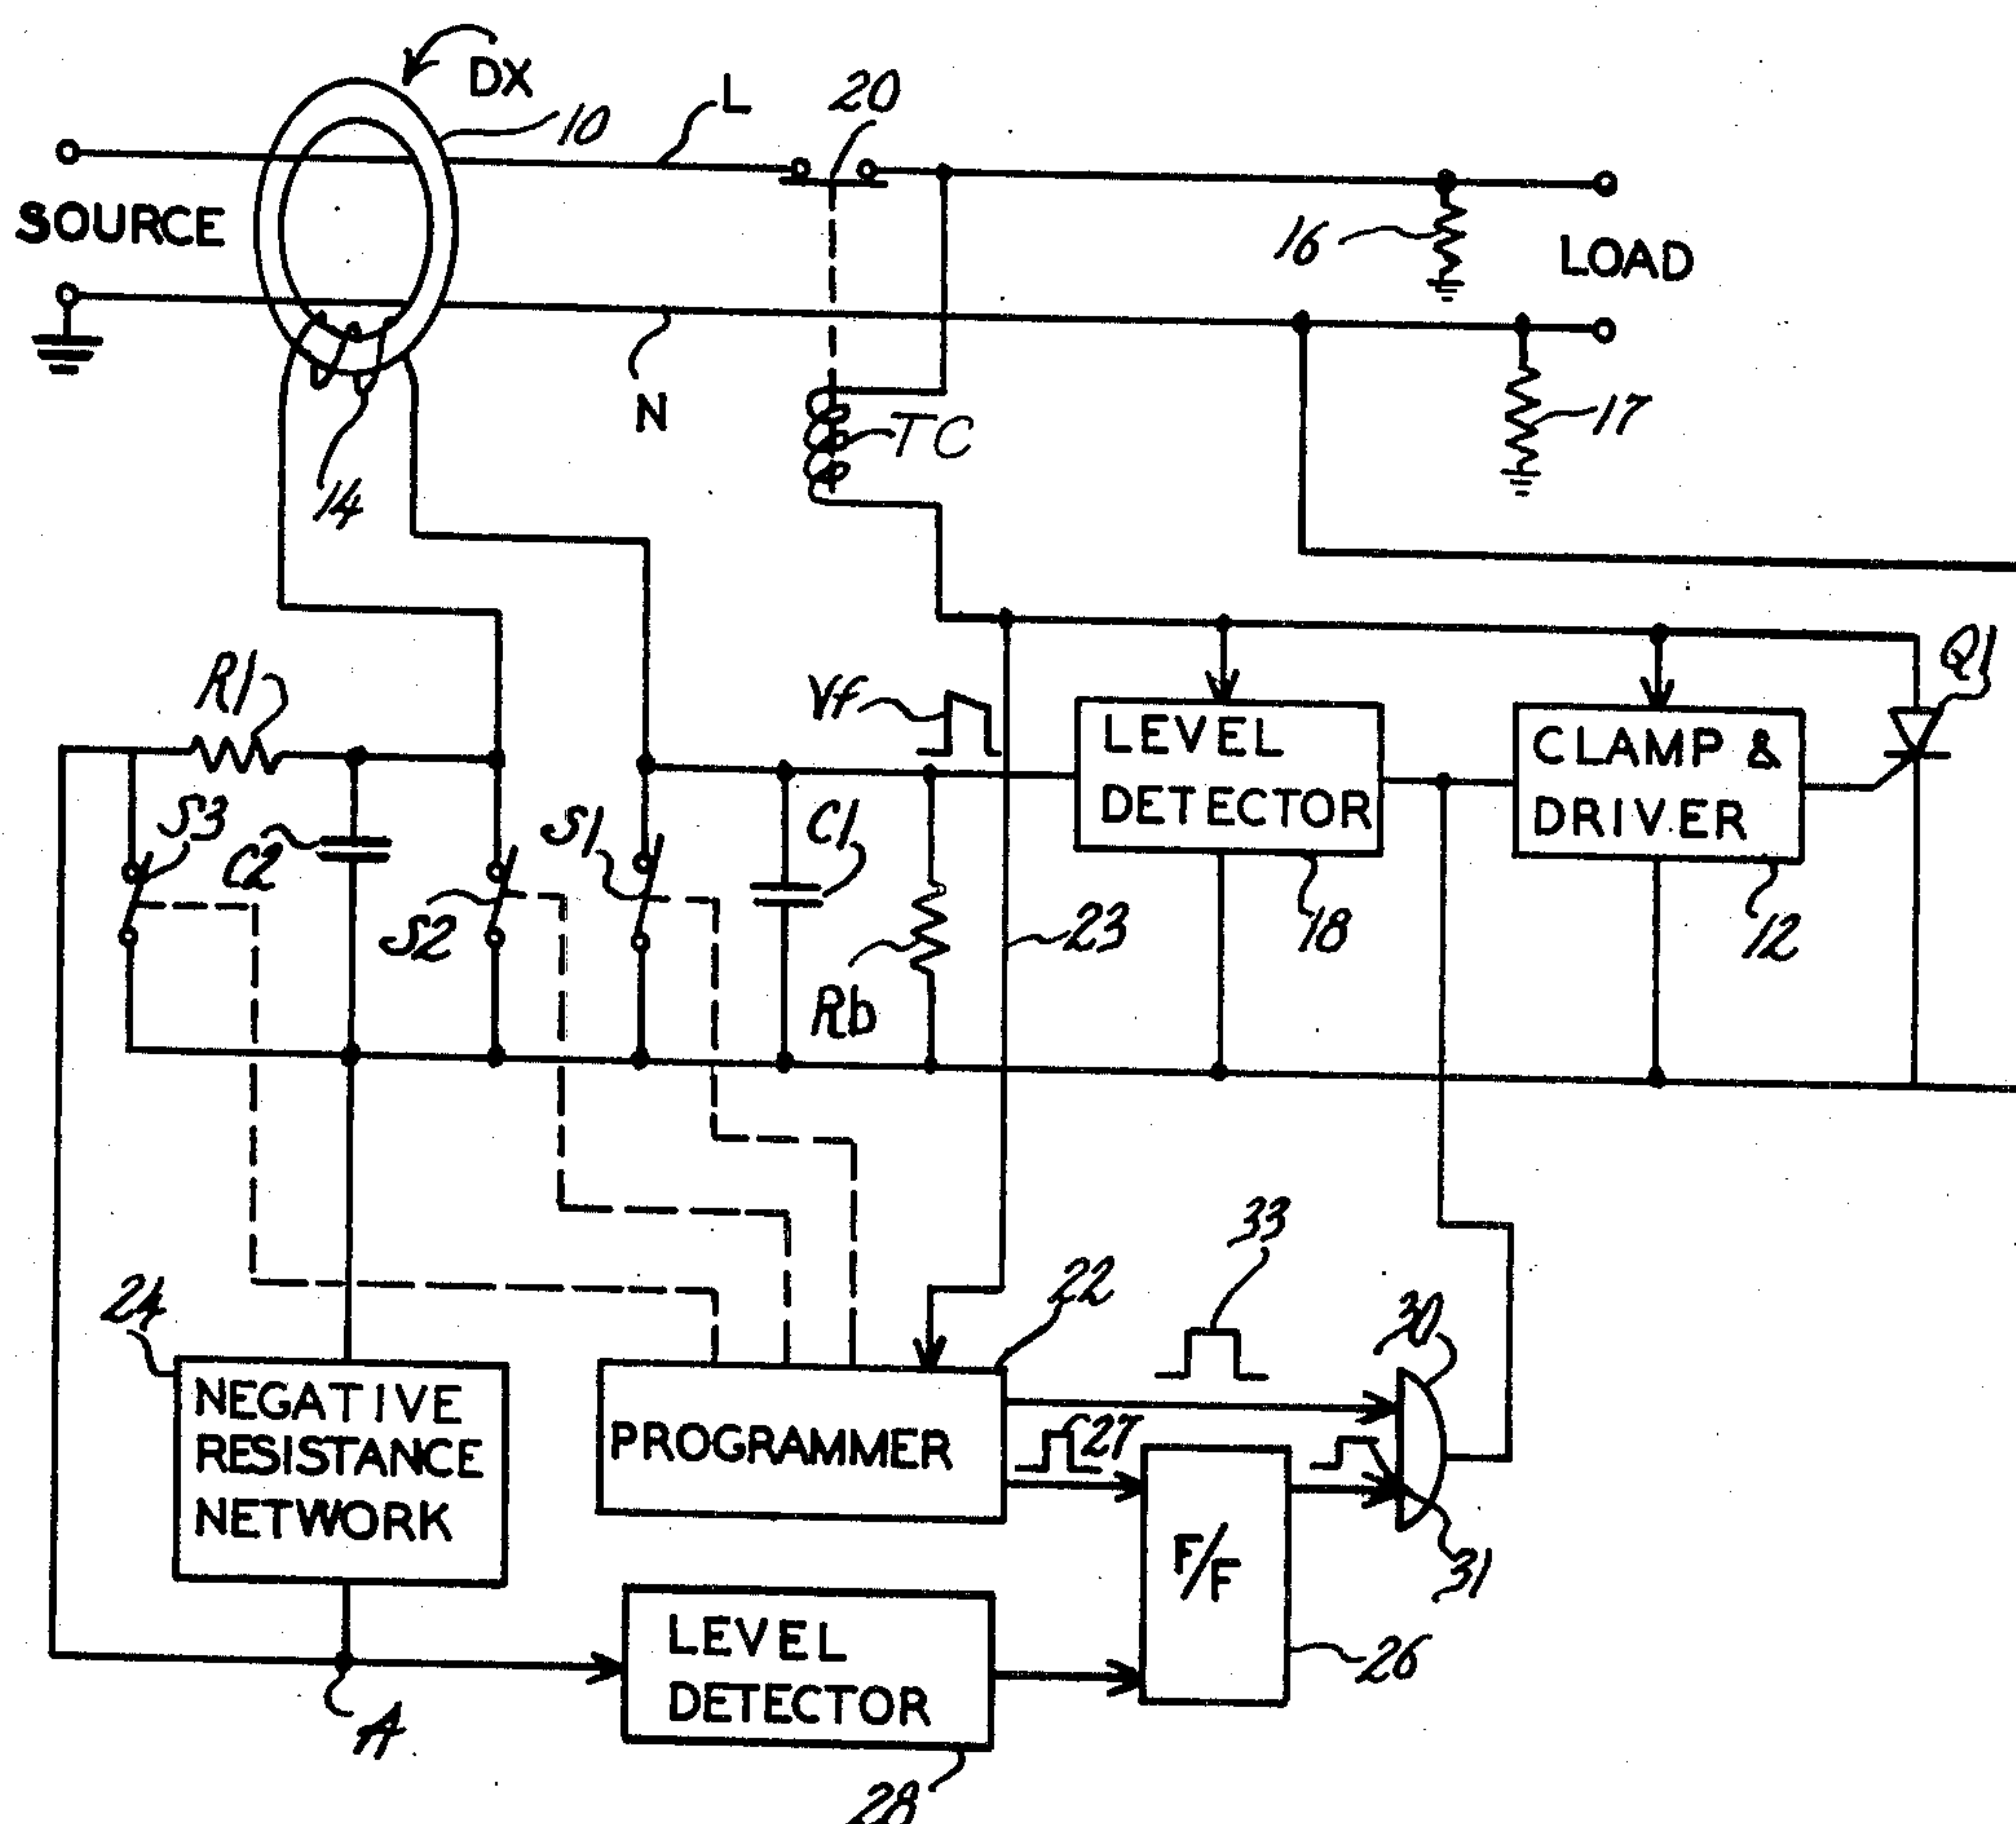 DX
10
L
20
SOURCE
16
LOAD
N
TC
17
14
R1
Vf
Q1
LEVEL
DETECTOR
CLAMP &
DRIVER
S3
C2
S1
C1
S2
23
18
12
Rb
33
24
22
30
NEGATIVE
RESISTANCE
NETWORK
PROGRAMMER
27
F/F
31
LEVEL
DETECTOR
26
A
28